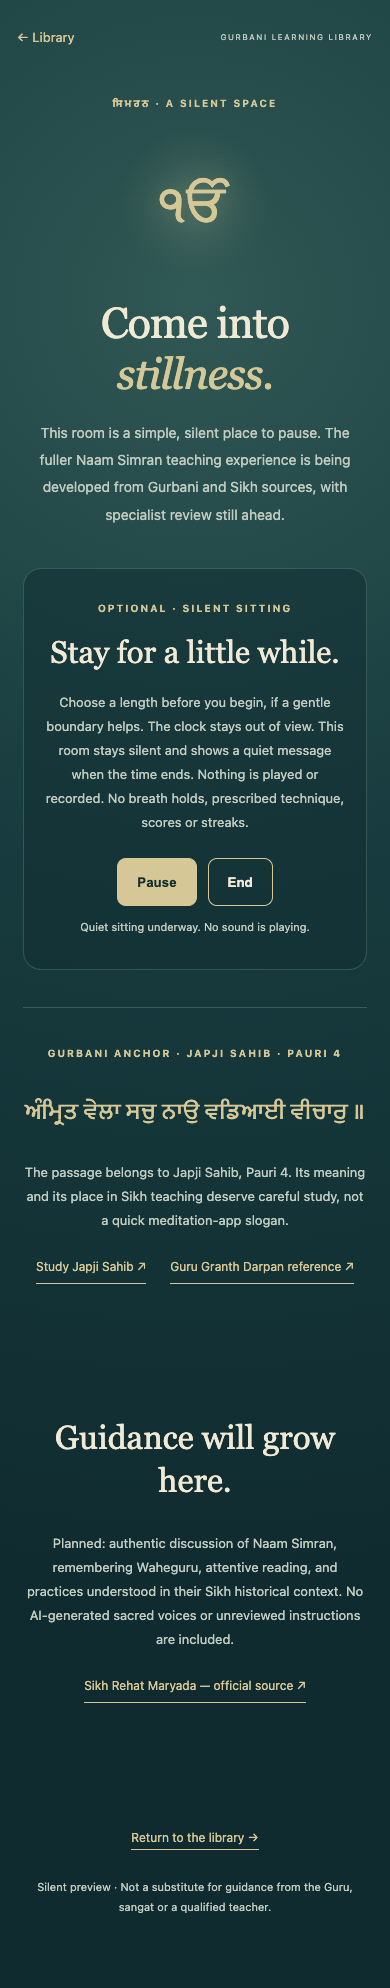 ← Library
GURBANI LEARNING LIBRARY
ਸਿਮਰਨ · A SILENT SPACE
ੴ
Come into
stillness.
This room is a simple, silent place to pause. The
fuller Naam Simran teaching experience is being
developed from Gurbani and Sikh sources, with
specialist review still ahead.
OPTIONAL · SILENT SITTING
Stay for a little while.
Choose a length before you begin, if a gentle
boundary helps. The clock stays out of view. This
room stays silent and shows a quiet message
when the time ends. Nothing is played or
recorded. No breath holds, prescribed technique,
scores or streaks.
Pause
End
Quiet sitting underway. No sound is playing.
GURBANI ANCHOR · JAPJI SAHIB · PAURI 4
ਅੰਮ੍ਰਿਤ ਵੇਲਾ ਸਚੁ ਨਾਉ ਵਡਿਆਈ ਵੀਚਾਰੁ ॥
The passage belongs to Japji Sahib, Pauri 4. Its meaning
and its place in Sikh teaching deserve careful study, not
a quick meditation-app slogan.
Study Japji Sahib ↗
Guru Granth Darpan reference ↗
Guidance will grow
here.
Planned: authentic discussion of Naam Simran,
remembering Waheguru, attentive reading, and
practices understood in their Sikh historical context. No
AI-generated sacred voices or unreviewed instructions
are included.
Sikh Rehat Maryada — official source ↗
Return to the library →
Silent preview · Not a substitute for guidance from the Guru,
sangat or a qualified teacher.